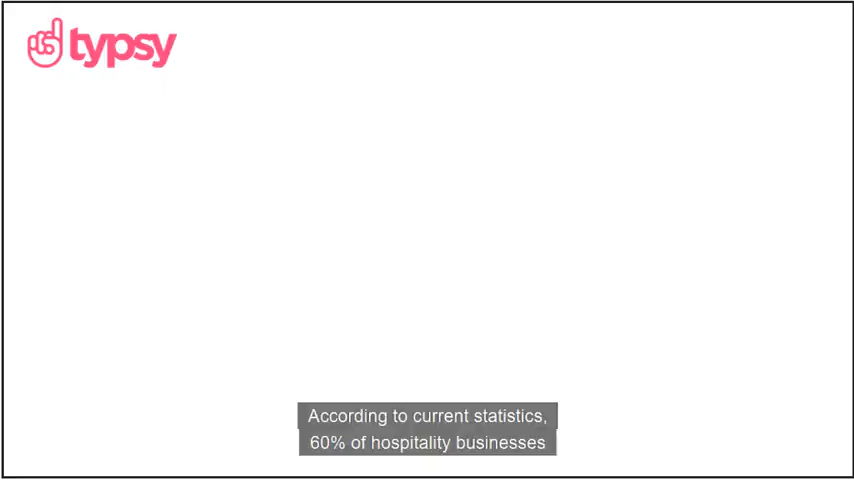 typsy
According to current statistics,
60% of hospitality businesses